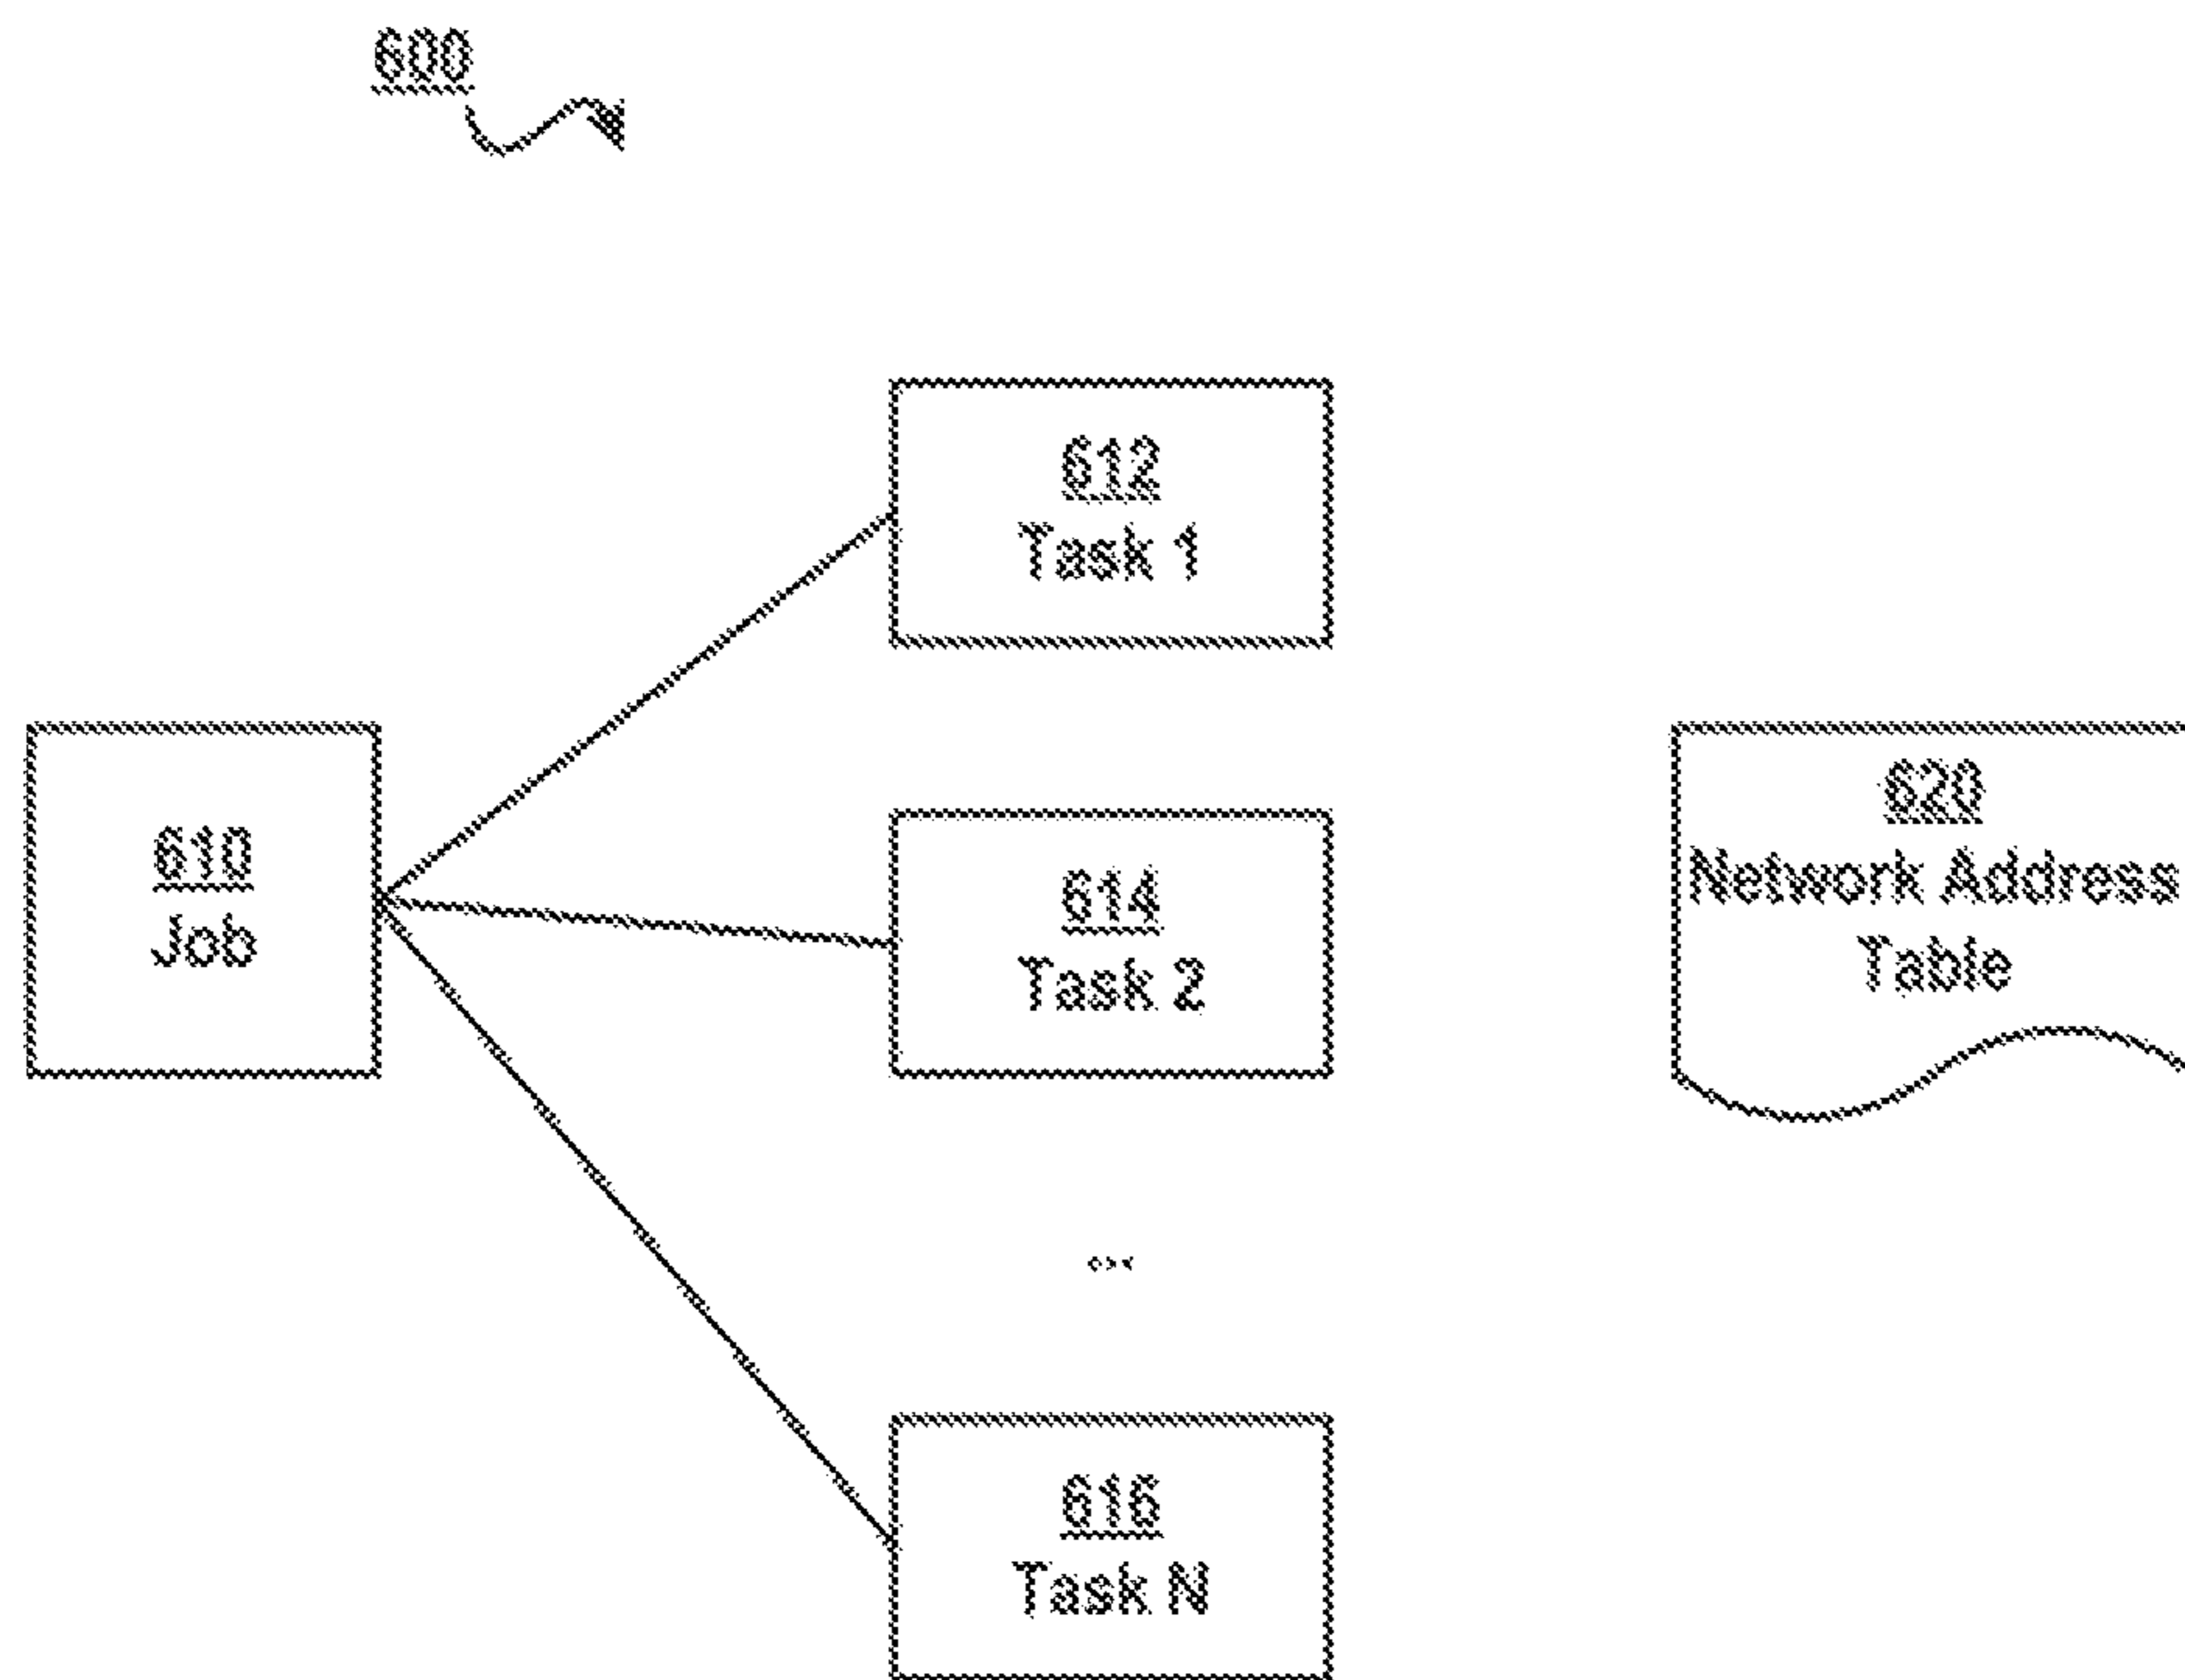 600
612
Task 1
610
Job
614
Task 2
...
616
Task N
620
Network Address
Table